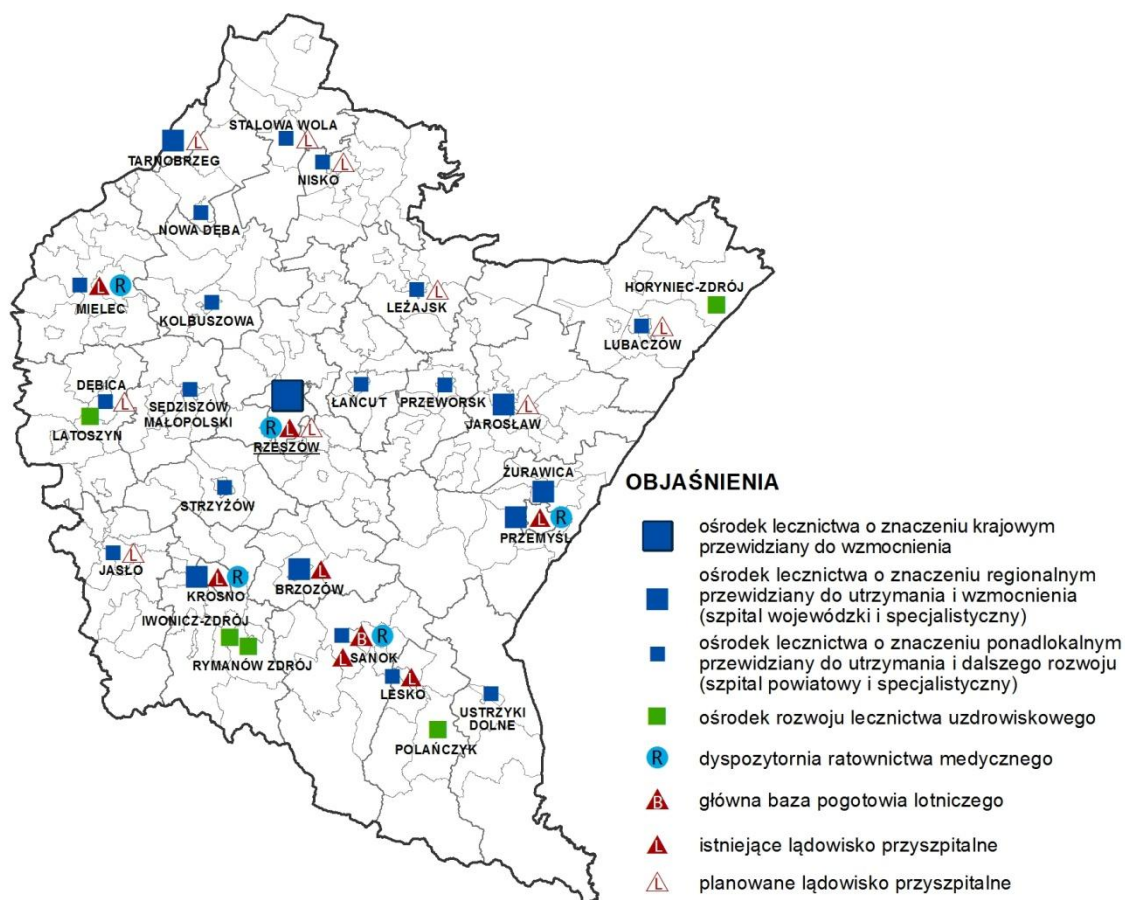 STALOWA WOLA
L
L
TARNOBRZEG
L
NISKO
NOWA DĘBA
HORYNIEC-ZDRÓJ
L
R
MIELEC
L
LEŻAJSK
KOLBUSZOWA
L
LUBACZÓW
DĘBICA
L
SĘDZISZÓW
MAŁOPOLSKI
ŁAŃCUT
PRZEWORSK
L
JAROSŁAW
LATOSZYN
R
L
L
RZESZÓW
ŻURAWICA
STRZYŻÓW
L
R
PRZEMYŚL
L
JASŁO
L
R
KROSNO
L
BRZOZÓW
IWONICZ-ZDRÓJ
RYMANÓW ZDRÓJ
B
R
L
SANOK
L
LESKO
USTRZYKI
DOLNE
POLAŃCZYK
OBJAŚNIENIA
ośrodek lecznictwa o znaczeniu krajowym
przewidziany do wzmocnienia
ośrodek lecznictwa o znaczeniu regionalnym
przewidziany do utrzymania i wzmocnienia
(szpital wojewódzki i specjalistyczny)
ośrodek lecznictwa o znaczeniu ponadlokalnym
przewidziany do utrzymania i dalszego rozwoju
(szpital powiatowy i specjalistyczny)
ośrodek rozwoju lecznictwa uzdrowiskowego
R dyspozytornia ratownictwa medycznego
B główna baza pogotowia lotniczego
L istniejące lądowisko przyszpitalne
L planowane lądowisko przyszpitalne